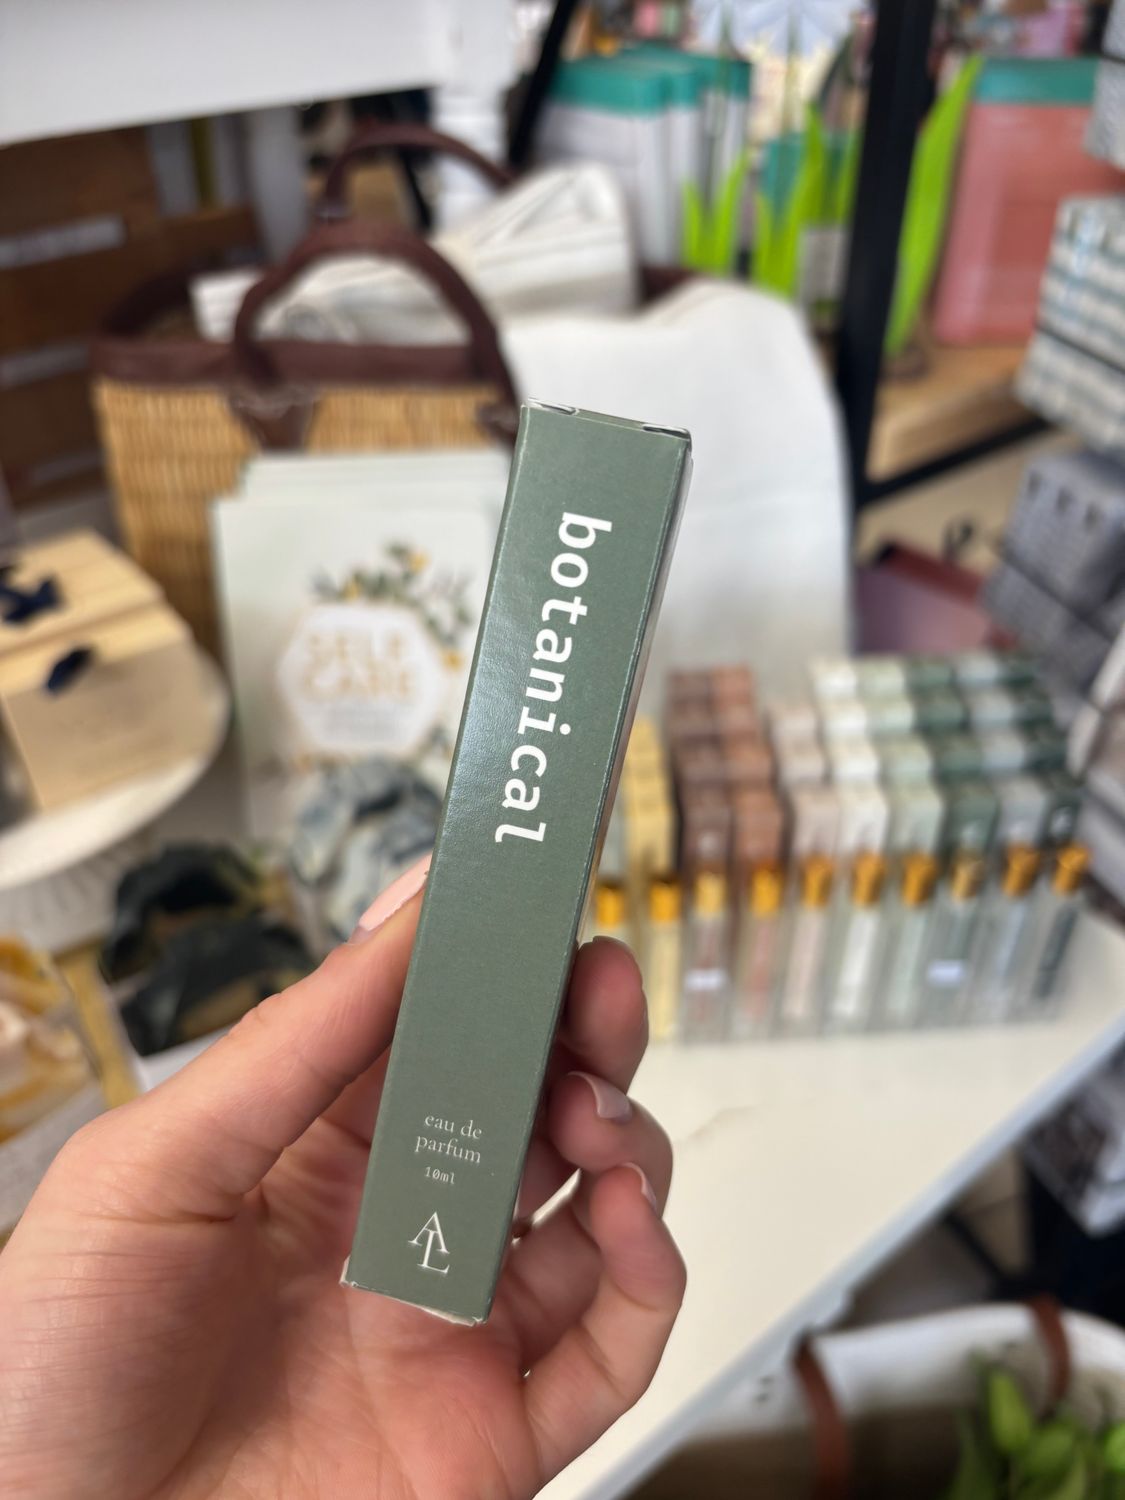 botanical
eau de
parfum
10ml
AL
SELF
CARE